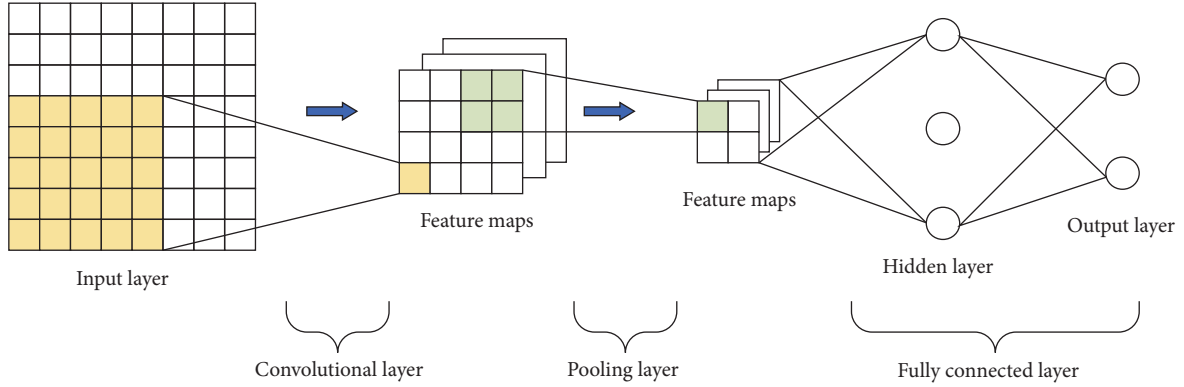 Input layer
Feature maps
Feature maps
Hidden layer
Output layer
Convolutional layer
Pooling layer
Fully connected layer